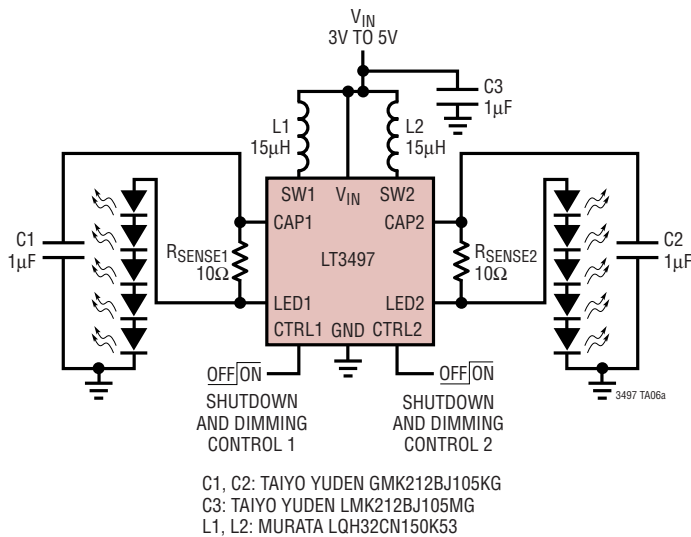 VIN
3V TO 5V
C3
1µF
L1
15µH
L2
15µH
SW1 VIN SW2
CAP1 CAP2
C1
1µF
RSENSE1
10Ω
LT3497
RSENSE2
10Ω
C2
1µF
LED1 LED2
CTRL1 GND CTRL2
OFF ON
OFF ON
3497 TA06a
SHUTDOWN
AND DIMMING
CONTROL 1
SHUTDOWN
AND DIMMING
CONTROL 2
C1, C2: TAIYO YUDEN GMK212BJ105KG
C3: TAIYO YUDEN LMK212BJ105MG
L1, L2: MURATA LQH32CN150K53